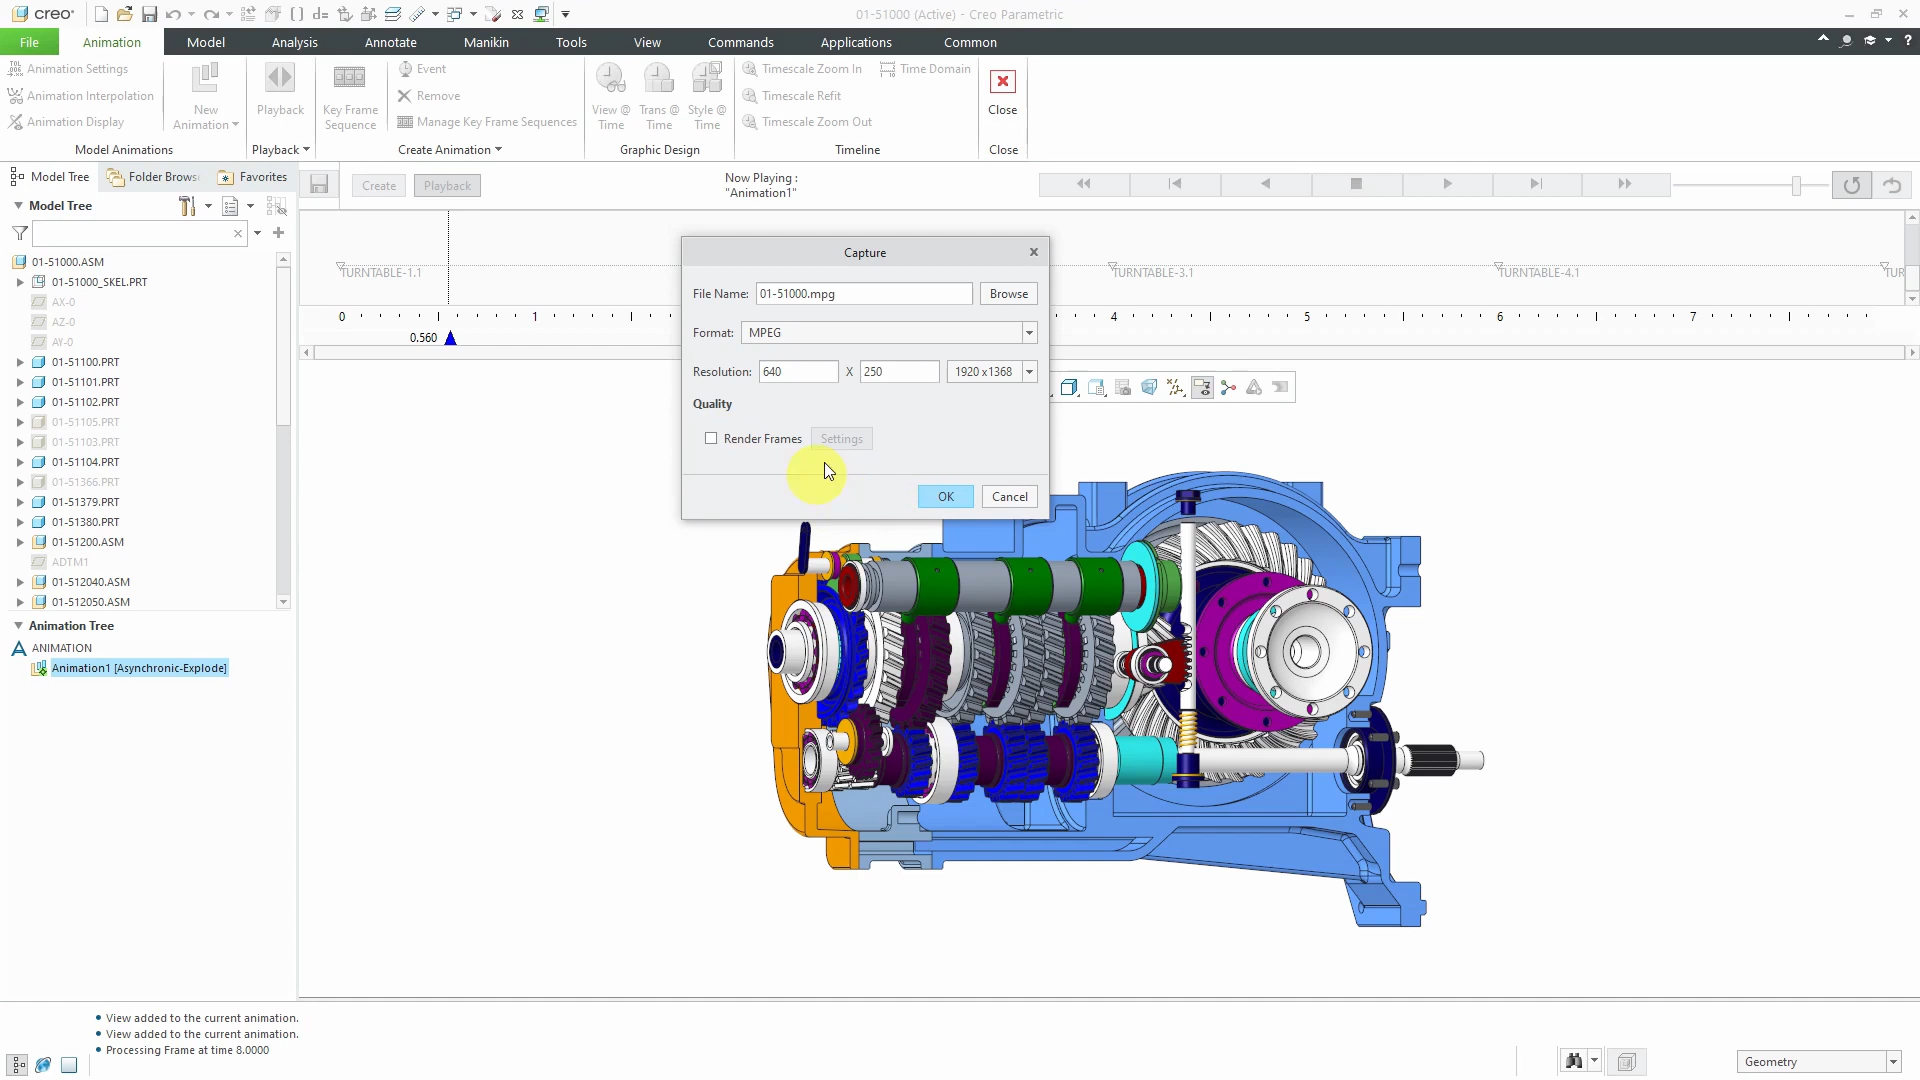 creo
d=
01-51000 (Active) - Creo Parametric
File
Animation
Model
Analysis
Annotate
Manikin
Tools
View
Commands
Applications
Common
?
Animation Settings
Animation Interpolation
Animation Display
New
Animation
Model Animations
Playback
Playback
Key Frame
Sequence
Event
Remove
Manage Key Frame Sequences
Create Animation
View @
Time
Trans @
Time
Style @
Time
Graphic Design
Timescale Zoom In
Timescale Refit
Timescale Zoom Out
Time Domain
Timeline
Close
Close
Model Tree
Folder Brows
Favorites
Create
Playback
Now Playing :
"Animation1"
Model Tree
TURNTABLE-1.1
TURNTABLE-3.1
TURNTABLE-4.1
TUR
0
1
4
5
6
7
0.560
01-51000.ASM
01-51000_SKEL.PRT
AX-0
AZ-0
AY-0
01-51100.PRT
01-51101.PRT
01-51102.PRT
01-51105.PRT
01-51103.PRT
01-51104.PRT
01-51366.PRT
01-51379.PRT
01-51380.PRT
01-51200.ASM
ADTM1
01-512040.ASM
01-512050.ASM
Animation Tree
ANIMATION
Animation1 [Asynchronic-Explode]
Capture
File Name: 01-51000.mpg Browse
Format: MPEG
Resolution: 640 X 250 1920 x1368
Quality
Render Frames Settings
OK Cancel
View added to the current animation.
View added to the current animation.
Processing Frame at time 8.0000
Geometry